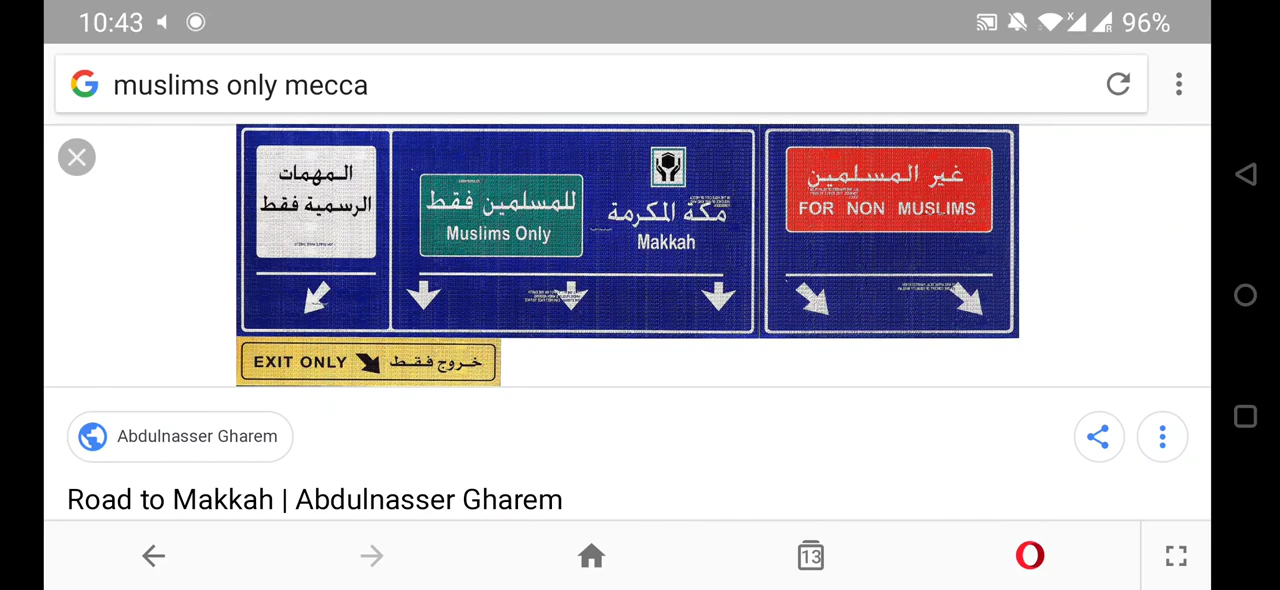 10:43
96%
muslims only mecca
المهمات
الرسمية فقط
للمسلمين فقط
Muslims Only
مكة المكرمة
Makkah
غير المسلمين
FOR NON MUSLIMS
EXIT ONLY خروج فقط
Abdulnasser Gharem
Road to Makkah | Abdulnasser Gharem
13